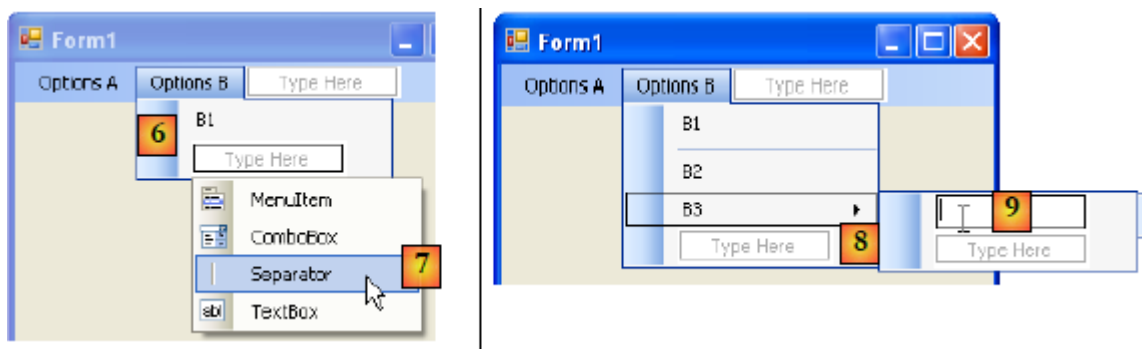 Form1
Options A Options B Type Here
6 B1
Type Here
MenuItem
ComboBox
Separator 7
abl TextBox
Form1
Options A Options B Type Here
B1
B2
B3 9
Type Here 8 Type Here